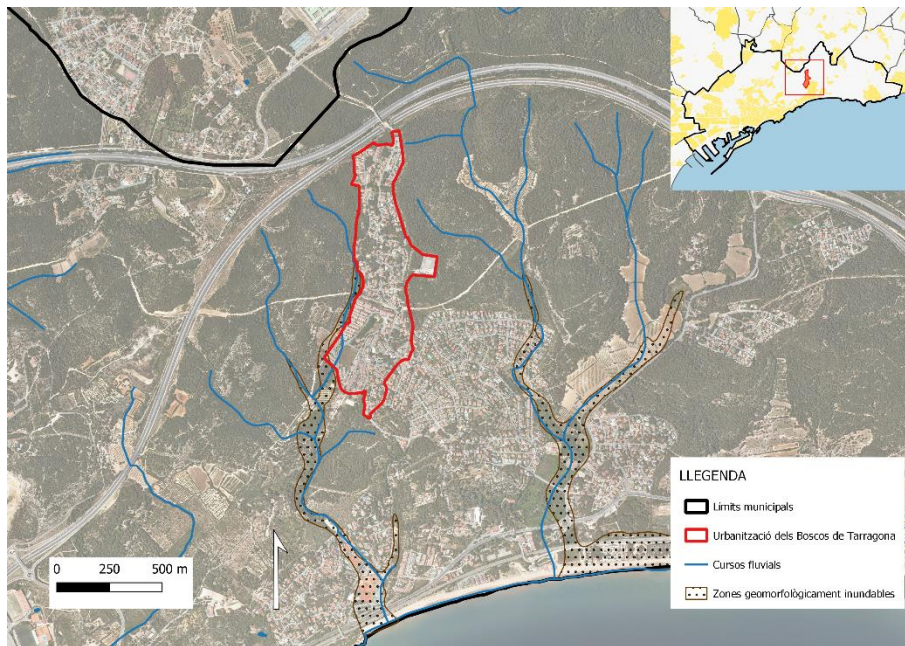 LLEGENDA
Límits municipals
Urbanització dels Boscos de Tarragona
Cursos fluvials
Zones geomorfològicament inundables
0 250 500 m